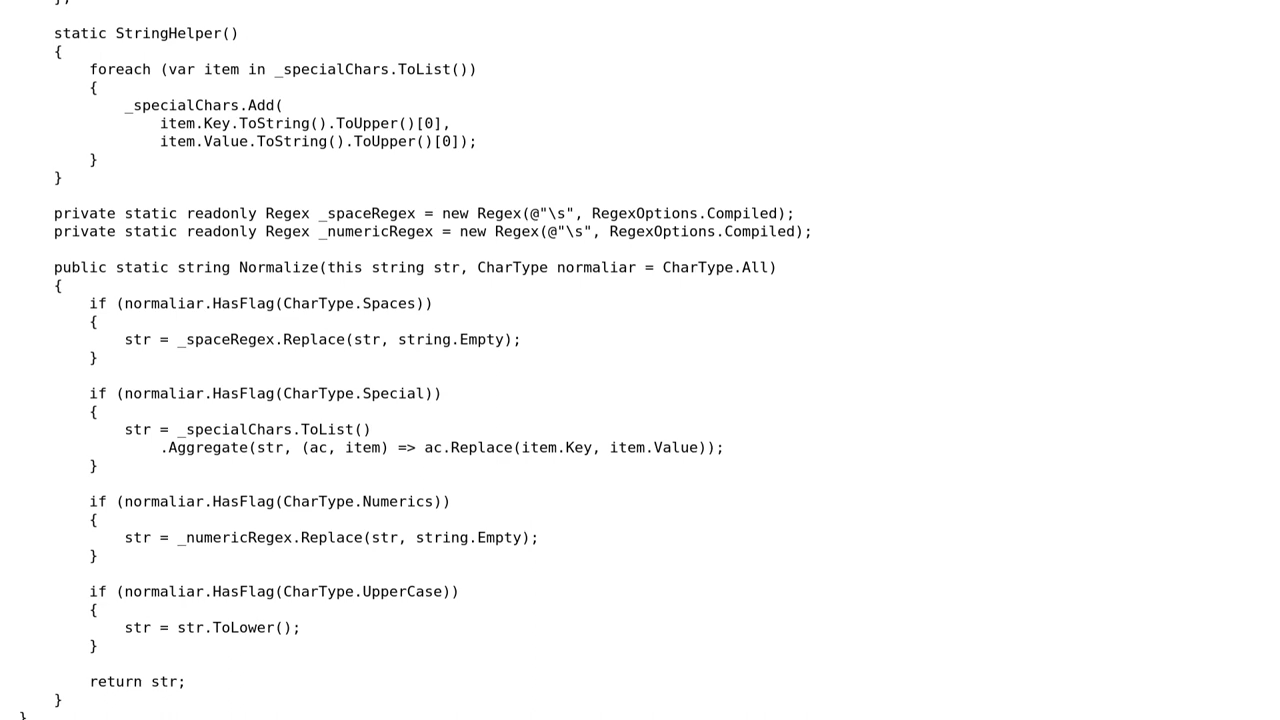 };
static StringHelper()
{
foreach (var item in _specialChars.ToList())
{
_specialChars.Add(
item.Key.ToString().ToUpper()[0],
item.Value.ToString().ToUpper()[0]);
}
}
private static readonly Regex _spaceRegex = new Regex(@"\s", RegexOptions.Compiled);
private static readonly Regex _numericRegex = new Regex(@"\s", RegexOptions.Compiled);
public static string Normalize(this string str, CharType normaliar = CharType.All)
{
if (normaliar.HasFlag(CharType.Spaces))
{
str = _spaceRegex.Replace(str, string.Empty);
}
if (normaliar.HasFlag(CharType.Special))
{
str = _specialChars.ToList()
.Aggregate(str, (ac, item) => ac.Replace(item.Key, item.Value));
}
if (normaliar.HasFlag(CharType.Numerics))
{
str = _numericRegex.Replace(str, string.Empty);
}
if (normaliar.HasFlag(CharType.UpperCase))
{
str = str.ToLower();
}
return str;
}
}